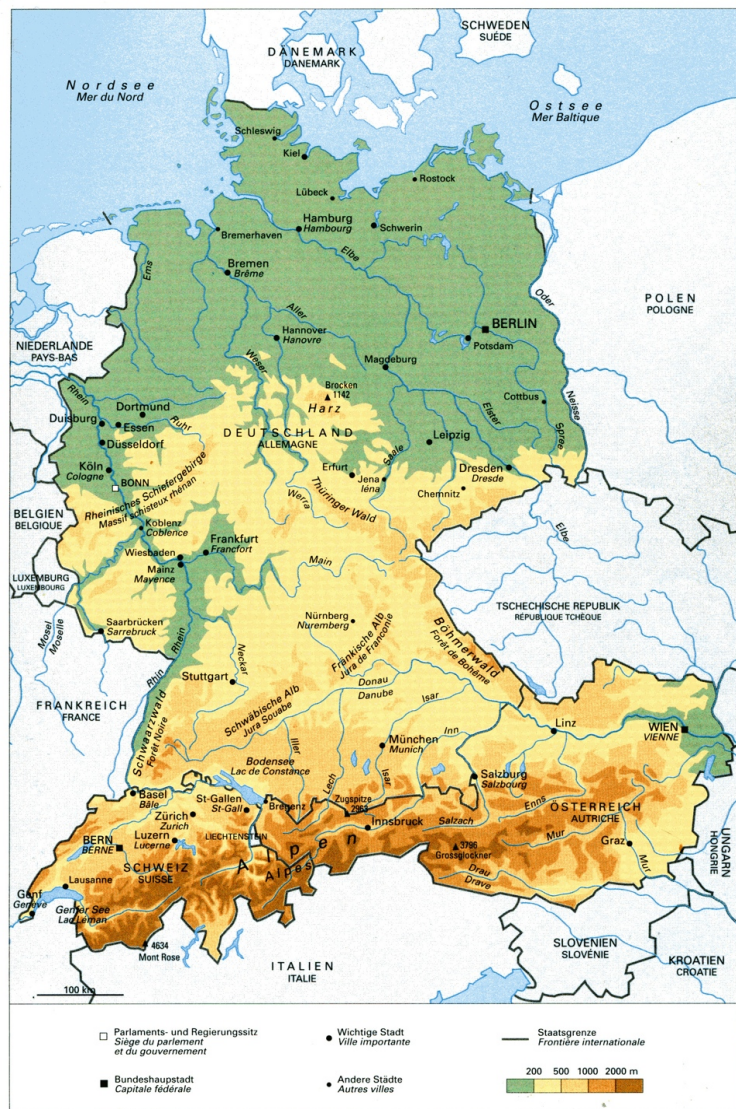 SCHWEDEN
SUÉDE
DÄNEMARK
DANEMARK
Nordsee
Mer du Nord
Ostsee
Mer Baltique
Schleswig
Kiel
Rostock
Lübeck
Hamburg
Hambourg
Schwerin
Bremerhaven
Elbe
Ems
Bremen
Brême
Oder
POLEN
POLOGNE
Aller
BERLIN
Hannover
Hanovre
Potsdam
NIEDERLANDE
PAYS-BAS
Weser
Magdeburg
Rhein
Brocken
1142
Harz
Cottbus
Neisse
Dortmund
Duisburg
Essen
Ruhr
Elster
Spree
DEUTSCHLAND
ALLEMAGNE
Düsseldorf
Leipzig
Saale
Köln
Cologne
Erfurt
Jena
Iéna
Dresden
Dresde
BONN
Rheinisches Schiefergebirge
Massif schisteux rhénan
Werra
Thüringer Wald
Chemnitz
BELGIEN
BELGIQUE
Koblenz
Coblence
Elbe
Frankfurt
Francfort
Wiesbaden
Mainz
Mayence
Main
LUXEMBURG
LUXEMBOURG
TSCHECHISCHE REPUBLIK
RÉPUBLIQUE TCHÈQUE
Saarbrücken
Sarrebruck
Mosel
Moselle
Rhein
Nürnberg
Nuremberg
Fränkische Alb
Jura de Franconie
Böhmerwald
Forêt de Bohème
Neckar
Rhin
Stuttgart
Donau
Danube
FRANKREICH
FRANCE
Schwäbische Alb
Jura Souabe
Isar
Schwaarzwald
Forêt Noire
Inn
Linz
WIEN
VIENNE
München
Munich
Iller
Bodensee
Lac de Constance
Lech
Isar
Salzburg
Salzbourg
Basel
Bâle
St-Gallen
St-Gall
Bregenz
Zugspitze
2963
Enns
ÖSTERREICH
AUTRICHE
Zürich
Zurich
Innsbruck
Salzach
BERN
BERNE
Luzern
Lucerne
LIECHTENSTEIN
Mur
Graz
UNGARN
HONGRIE
3796
Grossglockner
SCHWEIZ
SUISSE
Alpen
Alpes
Mur
Drau
Drave
Lausanne
Genf
Genève
Genfer See
Lac Léman
4634
Mont Rose
ITALIEN
ITALIE
SLOVENIEN
SLOVÉNIE
KROATIEN
CROATIE
100 km
Parlaments- und Regierungssitz
Siège du parlement
et du gouvernement
Wichtige Stadt
Ville importante
Staatsgrenze
Frontière internationale
Bundeshauptstadt
Capitale fédérale
Andere Städte
Autres villes
200 500 1000 2000 m